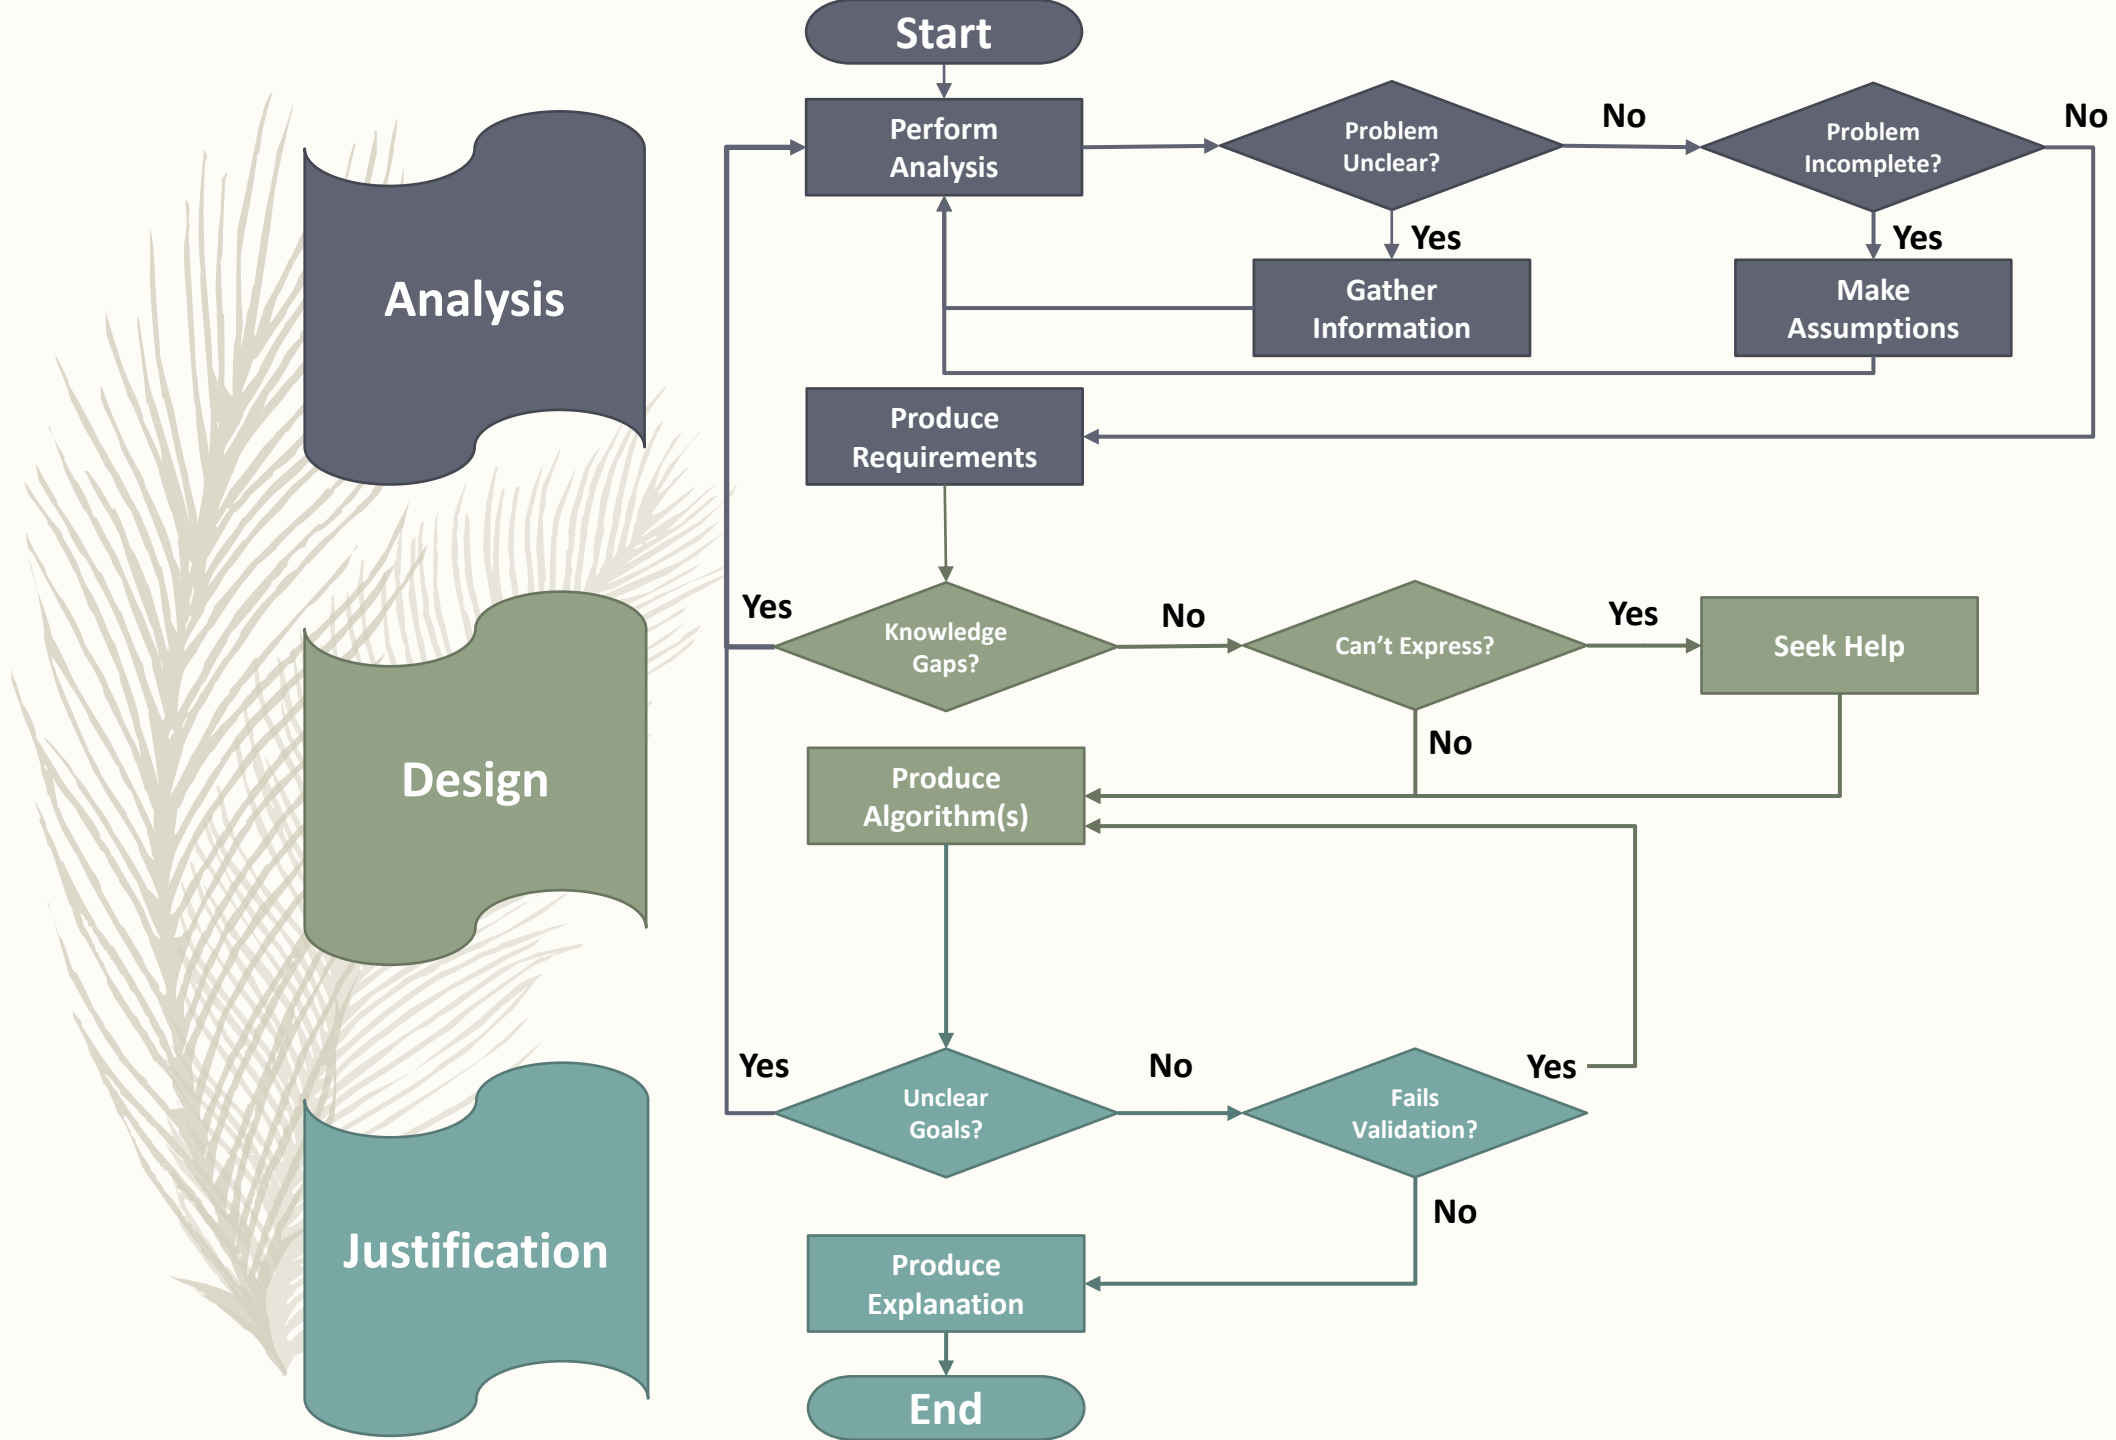 Start
Perform
Analysis
Problem
Unclear?
No
Problem
Incomplete?
No
Yes
Yes
Analysis
Gather
Information
Make
Assumptions
Produce
Requirements
Yes
Knowledge
Gaps?
No
Can’t Express?
Yes
Seek Help
No
Design
Produce
Algorithm(s)
Yes
Unclear
Goals?
No
Fails
Validation?
Yes
No
Justification
Produce
Explanation
End